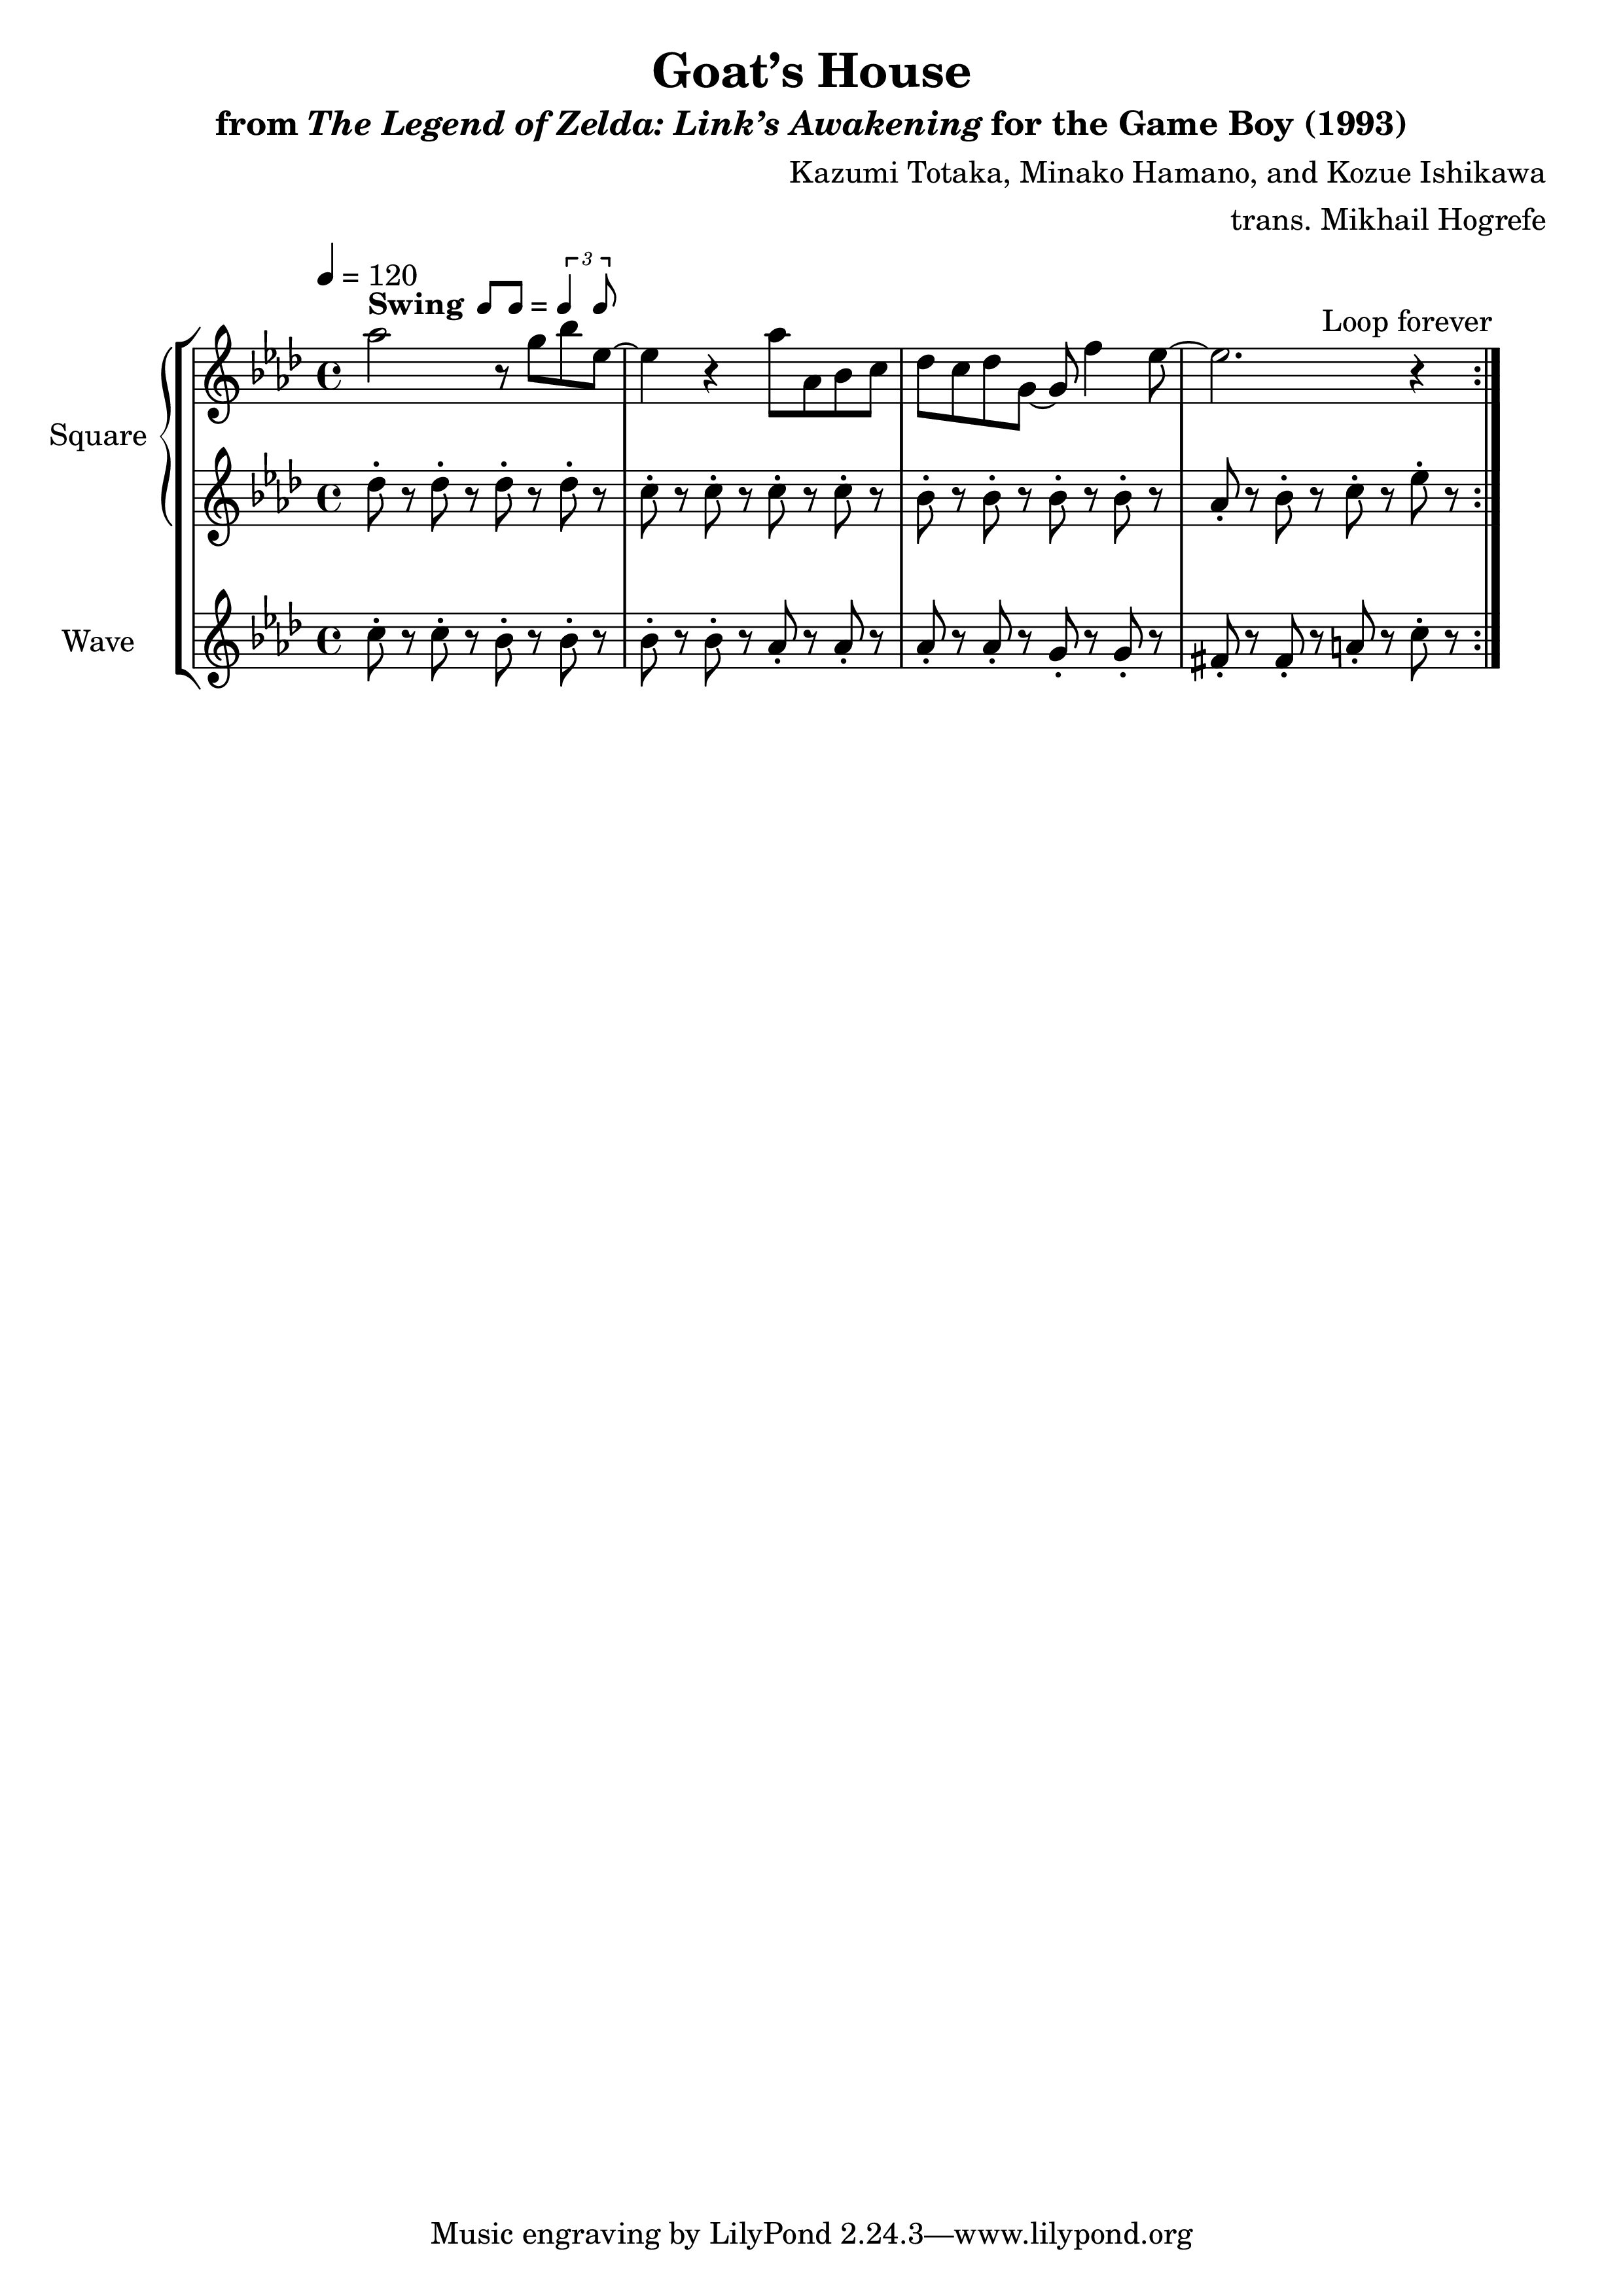 Goat’s House
from The Legend of Zelda: Link’s Awakening for the Game Boy (1993)
Kazumi Totaka, Minako Hamano, and Kozue Ishikawa
trans. Mikhail Hogrefe
= 120
Swing = 3
Loop forever
Square
Wave
Music engraving by LilyPond 2.24.3—www.lilypond.org